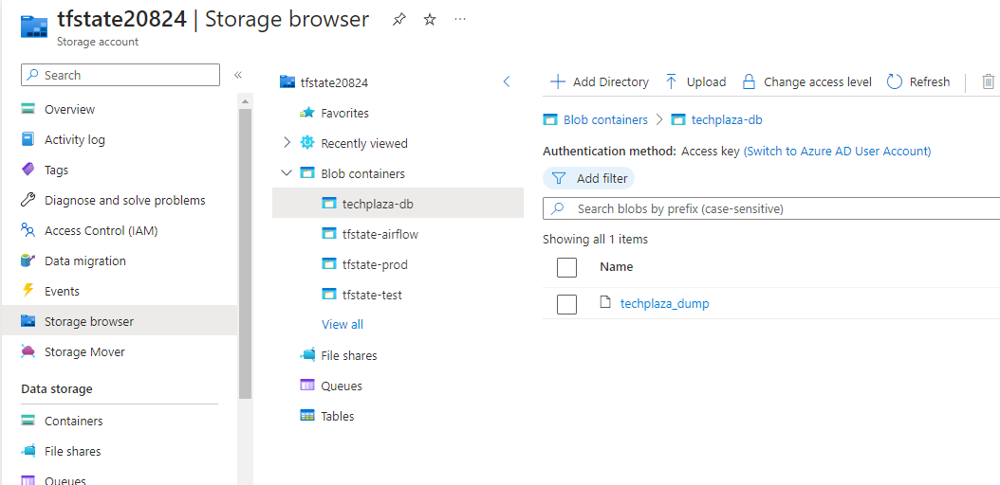 tfstate20824 | Storage browser
Storage account
Search
Overview
Activity log
Tags
Diagnose and solve problems
Access Control (IAM)
Data migration
Events
Storage browser
Storage Mover
Data storage
Containers
File shares
Queues
tfstate20824
Favorites
Recently viewed
Blob containers
techplaza-db
tfstate-airflow
tfstate-prod
tfstate-test
View all
File shares
Queues
Tables
Add Directory Upload Change access level Refresh
Blob containers > techplaza-db
Authentication method: Access key (Switch to Azure AD User Account)
Add filter
Search blobs by prefix (case-sensitive)
Showing all 1 items
Name
techplaza_dump